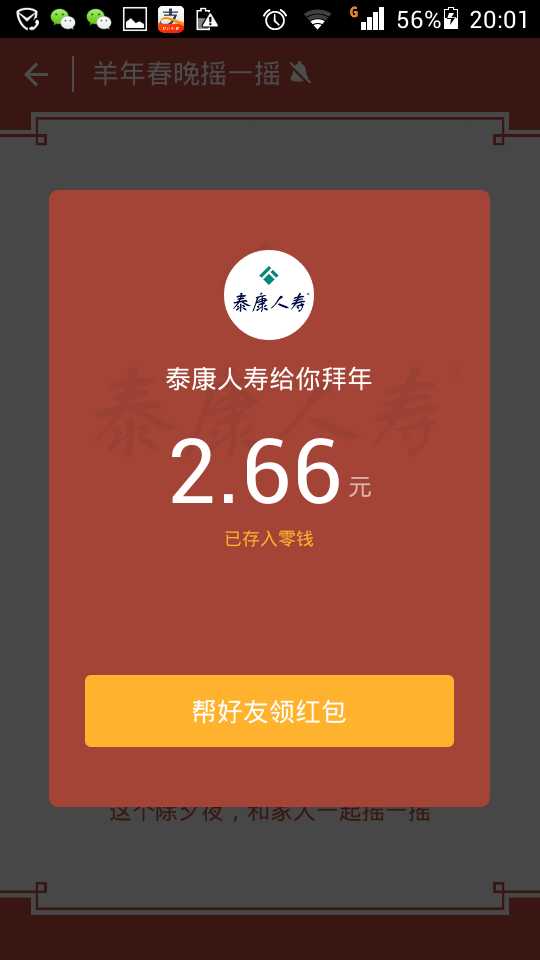 G 56% 20:01
羊年春晚摇一摇
泰康人寿
泰康人寿给你拜年
泰康人寿
2.66 元
已存入零钱
帮好友领红包
这个除夕夜，和家人一起摇一摇